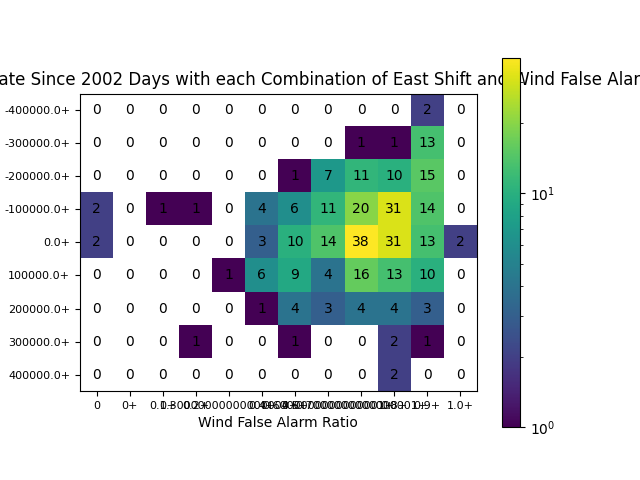 ate Since 2002 Days with each Combination of East Shift and Wind False Alar
-400000.0+ 0 0 0 0 0 0 0 0 0 0 2 0
-300000.0+ 0 0 0 0 0 0 0 0 1 1 13 0
-200000.0+ 0 0 0 0 0 0 1 7 11 10 15 0
-100000.0+ 2 0 1 1 0 4 6 11 20 31 14 0
0.0+ 2 0 0 0 0 3 10 14 38 31 13 2
100000.0+ 0 0 0 0 1 6 9 4 16 13 10 0
200000.0+ 0 0 0 0 0 1 4 3 4 4 3 0
300000.0+ 0 0 0 1 0 0 1 0 0 2 1 0
400000.0+ 0 0 0 0 0 0 0 0 0 2 0 0
0 0+ 1.0+
Wind False Alarm Ratio
10¹
10⁰